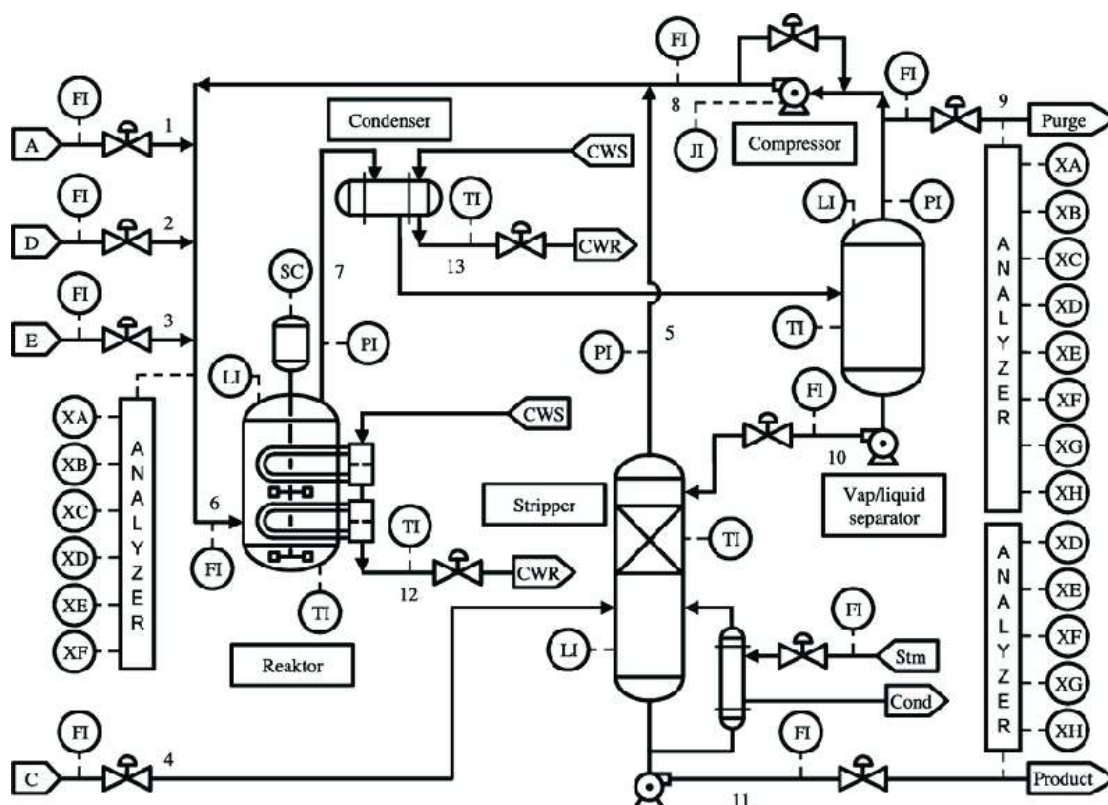 FI
FI
8
FI
9
Purge
A
1
Condenser
CWS
JI
Compressor
XA
FI
D
2
TI
LI
PI
XB
CWR
13
XC
FI
SC
7
E
3
5
TI
XD
PI
PI
XE
LI
FI
XF
XA
CWS
10
XG
XB
Stripper
Vap/liquid
separator
XH
XC
6
TI
TI
XD
XD
FI
12
CWR
XE
XE
TI
FI
XF
XF
Reaktor
LI
Stm
XG
Cond
XH
FI
FI
C
4
11
Product
ANALYZER
ANALYZER
ANALYZER